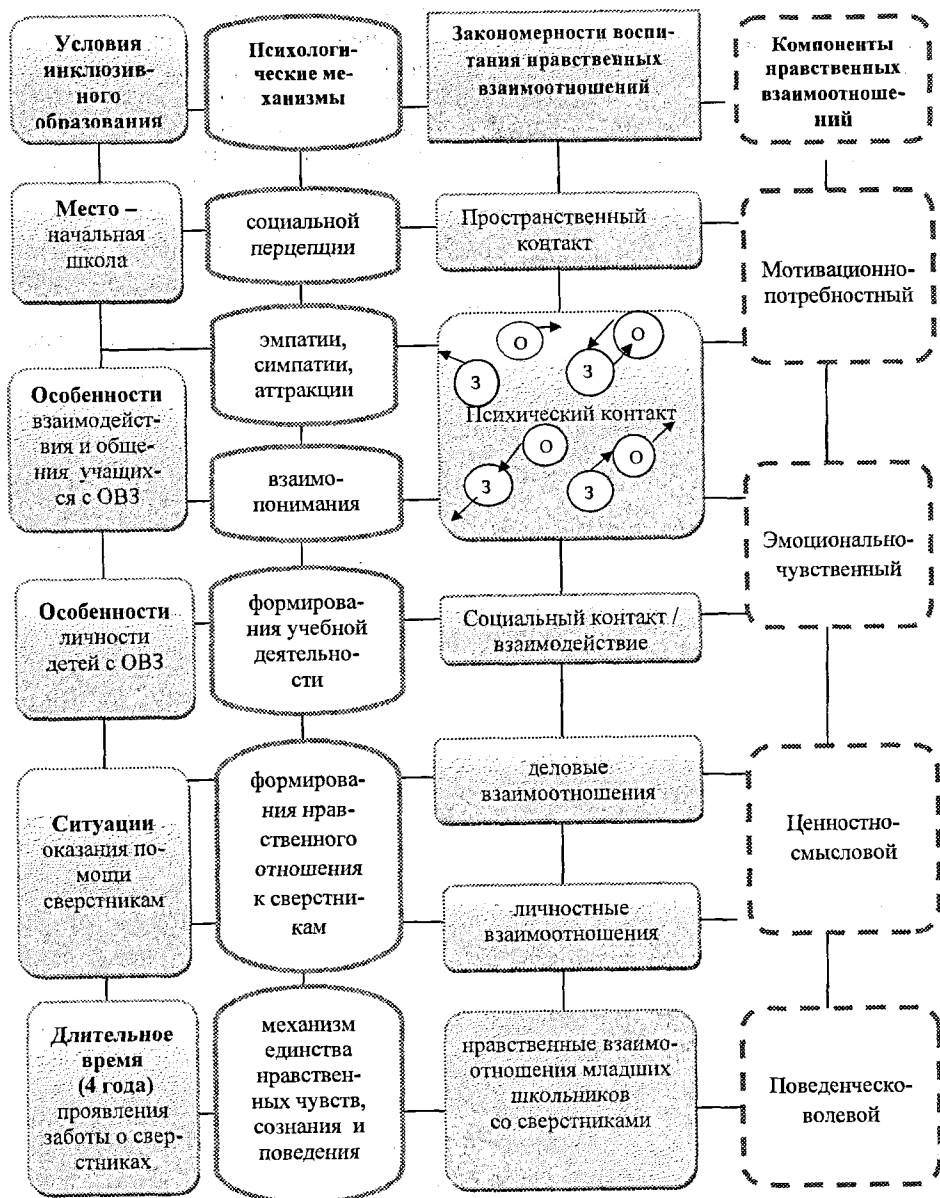 Условия
инклюзив-
ного
образования
Психологи-
ческие ме-
ханизмы
Закономерности воспи-
тания нравственных
взаимоотношений
Компоненты
нравственных
взаимоотноше-
ний
Место –
начальная
школа
социальной
перцепции
Пространственный
контакт
Мотивационно-
потребностный
эмпатии,
симпатии,
аттракции
О
О
З
З
Психический контакт
О
О
З
З
Особенности
взаимодейст-
вия и обще-
ния учащих-
ся с ОВЗ
взаимо-
понимания
Эмоционально-
чувственный
Особенности
личности
детей с ОВЗ
формирова-
ния учебной
деятельно-
сти
Социальный контакт /
взаимодействие
Ситуации
оказания по-
мощи
сверстникам
формирова-
ния нрав-
ственного
отношения
к сверстни-
кам
деловые
взаимоотношения
личностные
взаимоотношения
Ценностно-
смысловой
Длительное
время
(4 года)
проявления
заботы о свер-
стниках
механизм
единства
нравствен-
ных чувств,
сознания и
поведения
нравственные взаимо-
отношения младших
школьников
со сверстниками
Поведенческо-
волевой